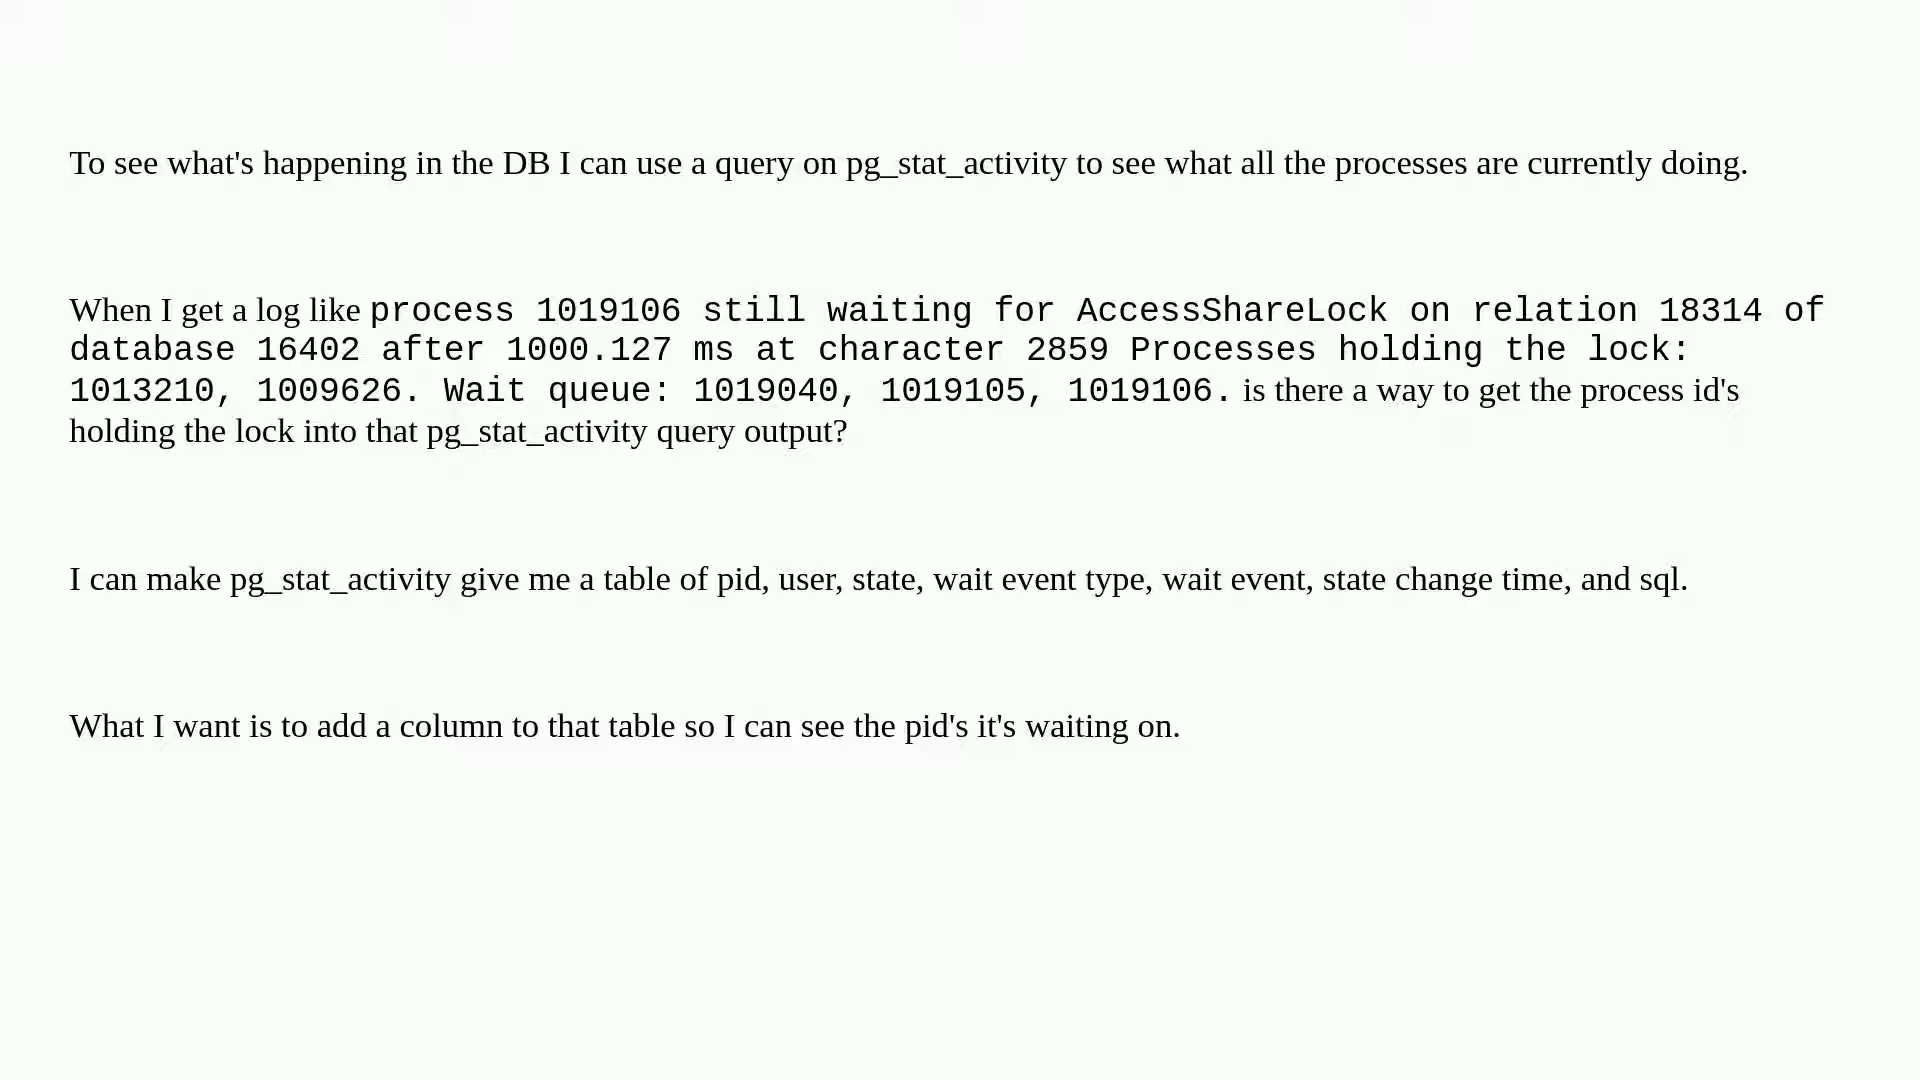 To see what's happening in the DB I can use a query on pg_stat_activity to see what all the processes are currently doing.
When I get a log like process 1019106 still waiting for AccessShareLock on relation 18314 of
database 16402 after 1000.127 ms at character 2859 Processes holding the lock:
1013210, 1009626. Wait queue: 1019040, 1019105, 1019106. is there a way to get the process id's
holding the lock into that pg_stat_activity query output?
I can make pg_stat_activity give me a table of pid, user, state, wait event type, wait event, state change time, and sql.
What I want is to add a column to that table so I can see the pid's it's waiting on.